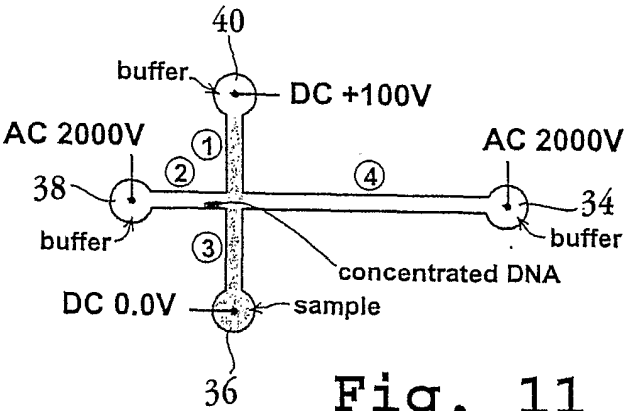 40
buffer
DC +100V
AC 2000V
①
②
④
AC 2000V
38
34
buffer
③
buffer
concentrated DNA
DC 0.0V
sample
36
Fig. 11